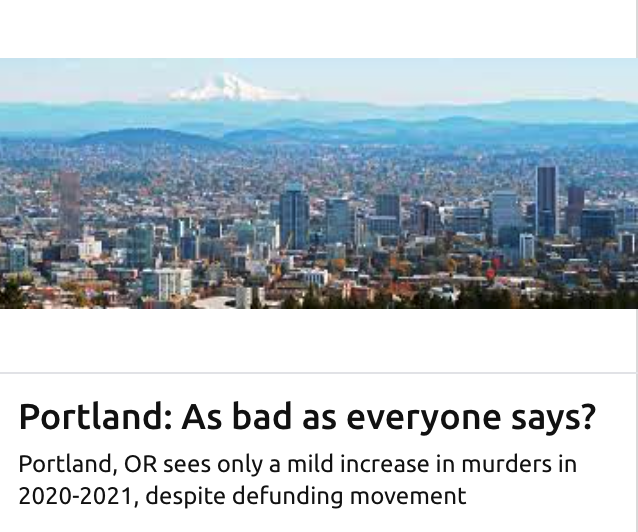 Portland: As bad as everyone says?
Portland, OR sees only a mild increase in murders in
2020-2021, despite defunding movement